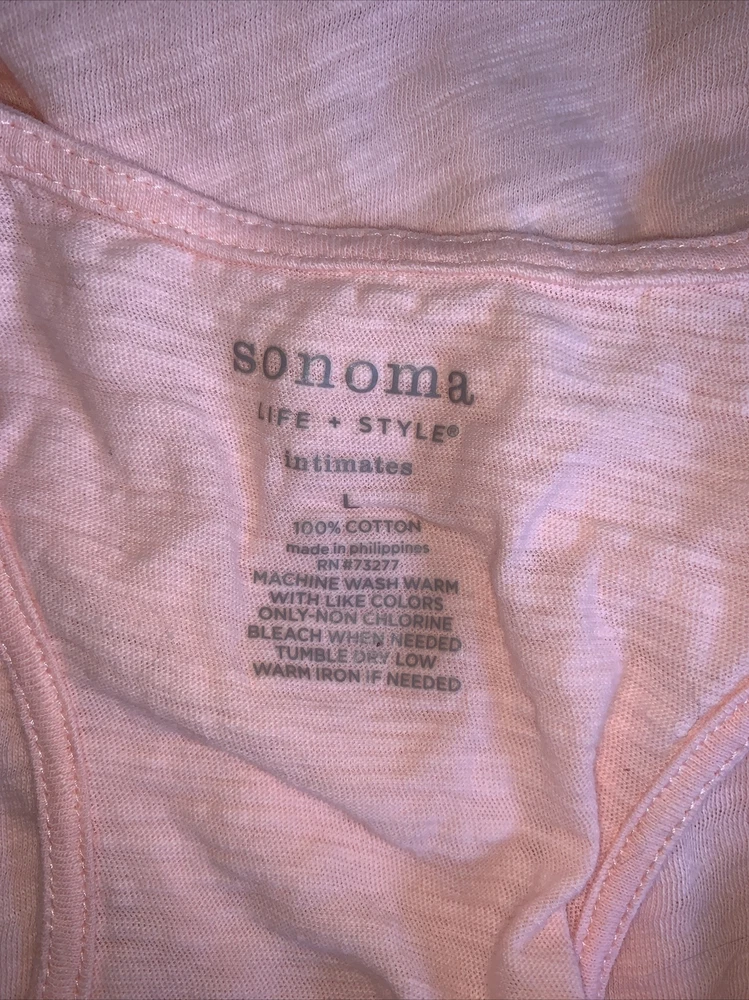 sonoma
LIFE + STYLE®
intimates
L
100% COTTON
made in philippines
RN #73277
MACHINE WASH WARM
WITH LIKE COLORS
ONLY-NON CHLORINE
BLEACH WHEN NEEDED
TUMBLE DRY LOW
WARM IRON IF NEEDED